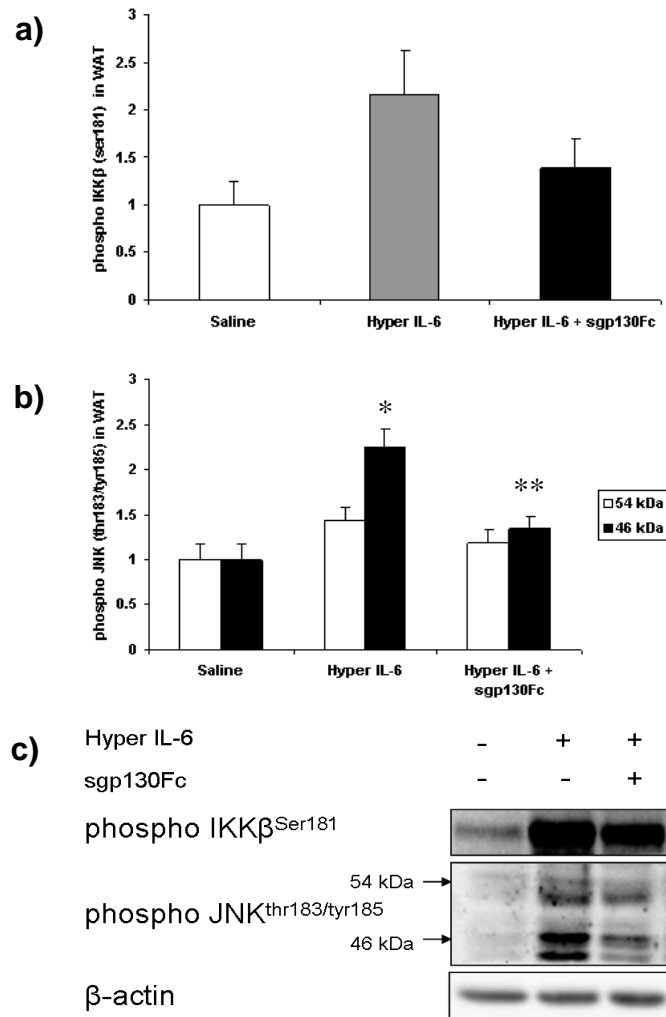 a)
phospho IKKβ (ser181) in WAT
3
2.5
2
1.5
1
0.5
0
Saline
Hyper IL-6
Hyper IL-6 + sgp130Fc
b)
phospho JNK (thr183/tyr185) in WAT
3
2.5
2
1.5
1
0.5
0
*
**
54 kDa
46 kDa
Saline
Hyper IL-6
Hyper IL-6 +
sgp130Fc
c)
Hyper IL-6 - + +
sgp130Fc - - +
phospho IKKβSer181
54 kDa
phospho JNKthr183/tyr185
46 kDa
β-actin